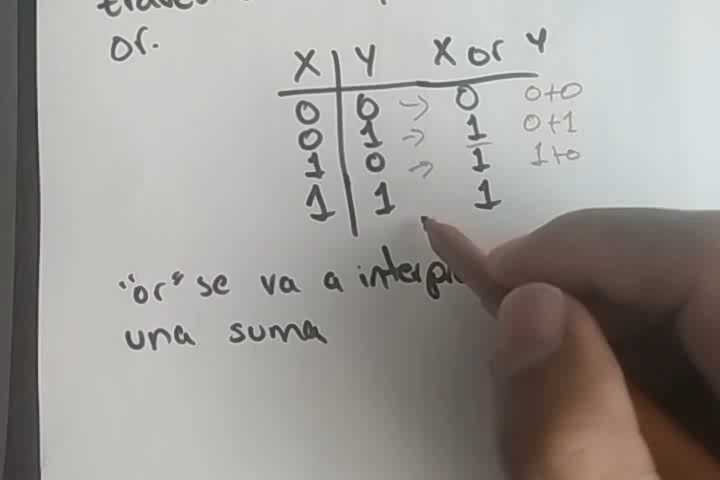 or.
X Y X or Y
0 0 → 0 0+0
0 1 → 1 0+1
1 0 → 1 1+0
1 1 1
"or" se va a
una suma